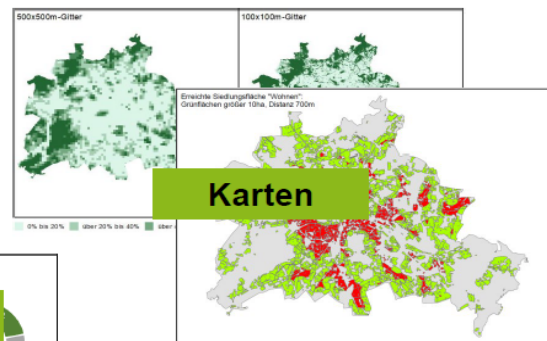 500x500m-Gitter
100x100m-Gitter
Erreichte Siedlungsfläche "Wohnen":
Grünflächen größer 10ha, Distanz 700m
Karten
0% bis 20% über 20% bis 40% über